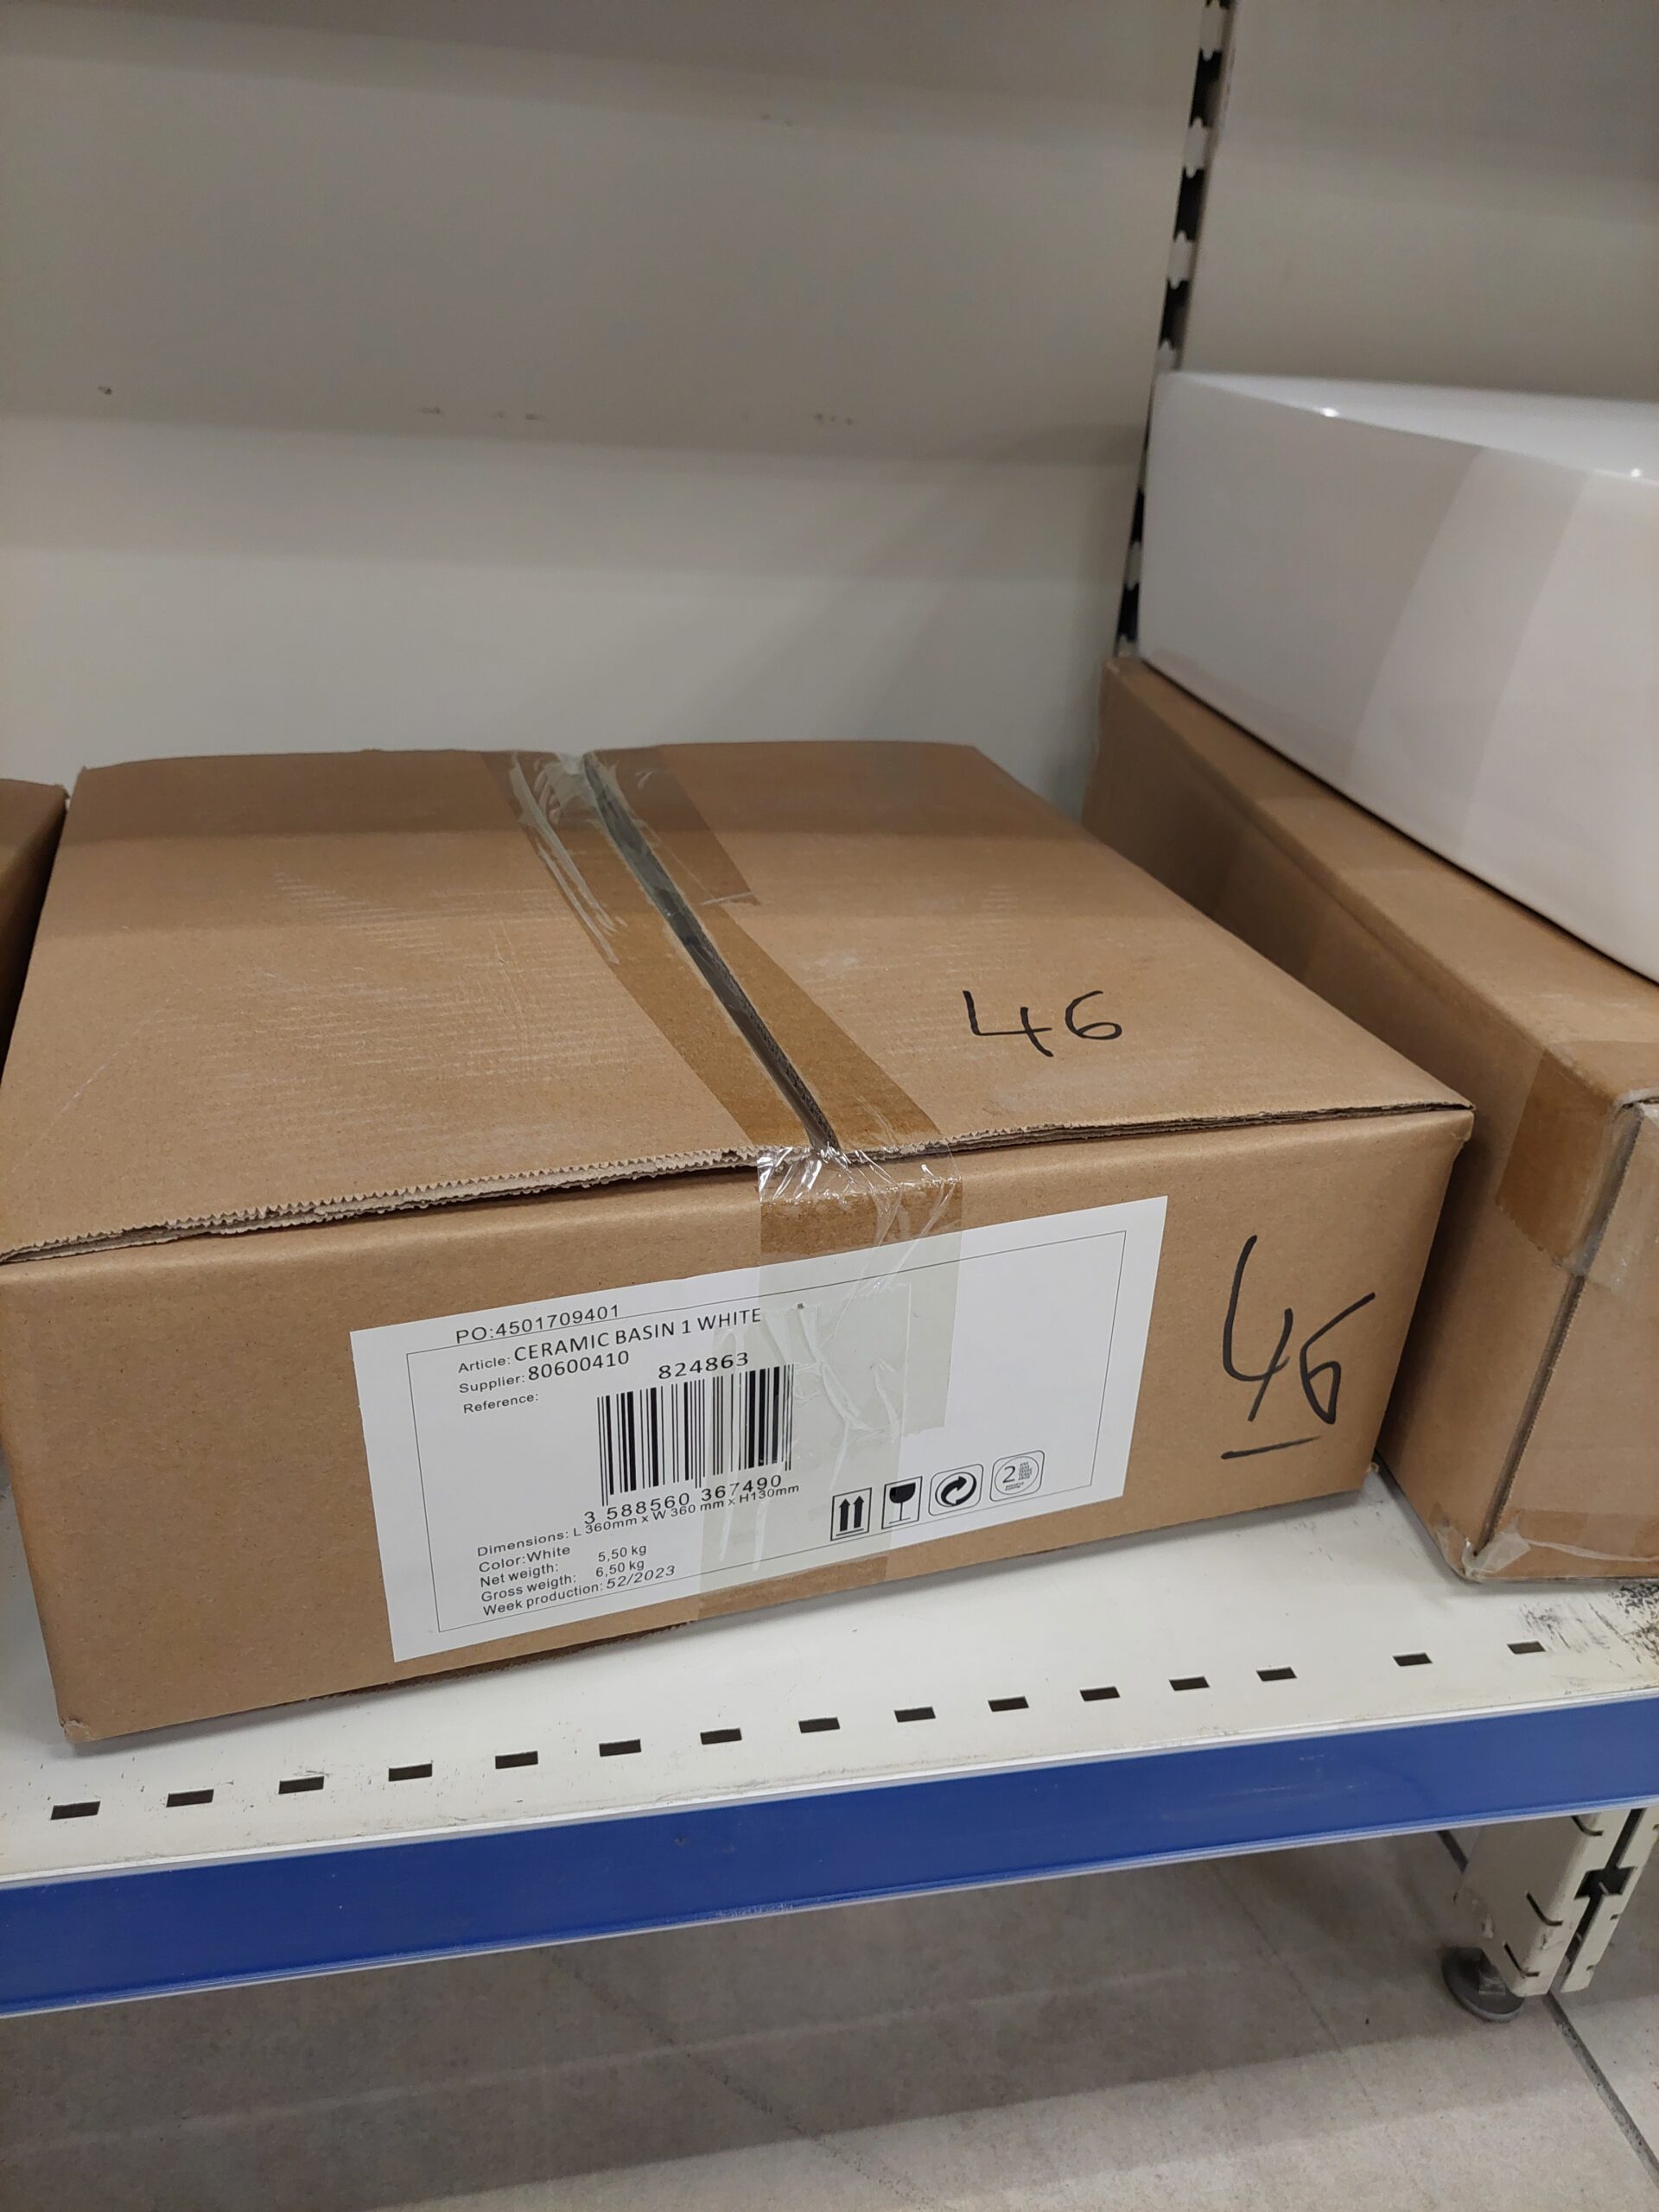 46
46
PO:4501709401
Article: CERAMIC BASIN 1 WHITE
Supplier: 80600410
Reference: 824863
3 588560 367490
Dimensions: L 360mm x W 360 mm x H130mm
Color: White
Net weigth: 5,50 kg
Gross weigth: 6,50 kg
Week production: 52/2023
2